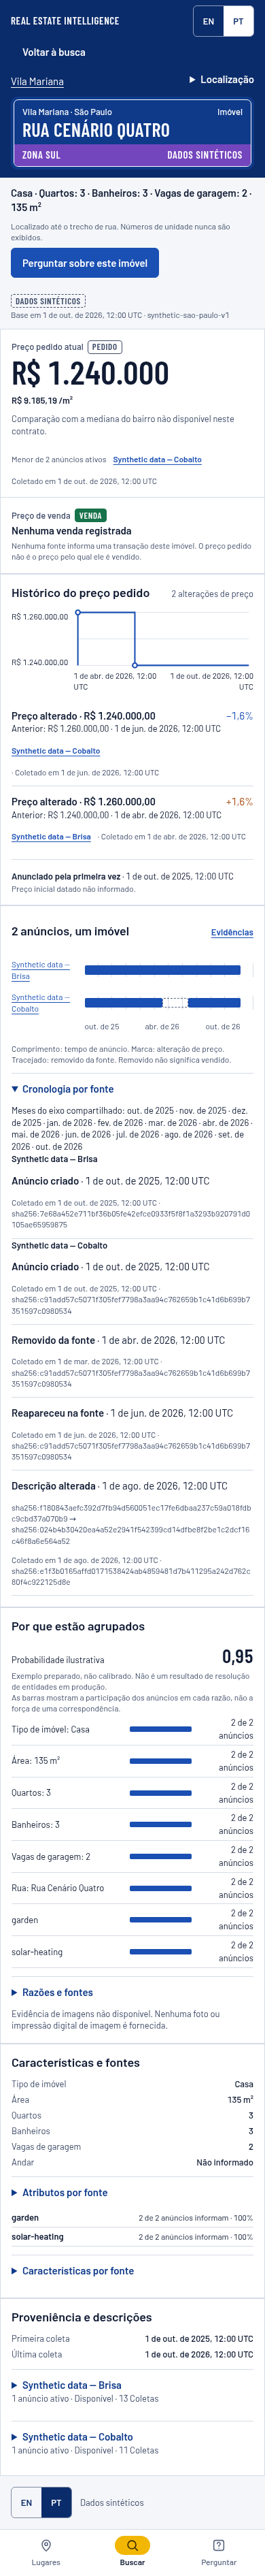 REAL ESTATE INTELLIGENCE
EN PT
Voltar à busca
Vila Mariana
▶ Localização
Vila Mariana · São Paulo
Imóvel
RUA CENÁRIO QUATRO
ZONA SUL
DADOS SINTÉTICOS
Casa · Quartos: 3 · Banheiros: 3 · Vagas de garagem: 2 ·
135 m²
Localizado até o trecho de rua. Números de unidade nunca são
exibidos.
Perguntar sobre este imóvel
DADOS SINTÉTICOS
Base em 1 de out. de 2026, 12:00 UTC · synthetic-sao-paulo-v1
Preço pedido atual PEDIDO
R$ 1.240.000
R$ 9.185,19 /m²
Comparação com a mediana do bairro não disponível neste
contrato.
Menor de 2 anúncios ativos Synthetic data — Cobalto
Coletado em 1 de out. de 2026, 12:00 UTC
Preço de venda VENDA
Nenhuma venda registrada
Nenhuma fonte informa uma transação deste imóvel. O preço pedido
não é o preço pelo qual ele é vendido.
Histórico do preço pedido
2 alterações de preço
R$ 1.260.000,00
R$ 1.240.000,00
1 de abr. de 2026, 12:00
UTC
1 de out. de 2026, 12:00
UTC
Preço alterado · R$ 1.240.000,00
−1.6%
Anterior: R$ 1.260.000,00 · 1 de jun. de 2026, 12:00 UTC
Synthetic data — Cobalto
· Coletado em 1 de jun. de 2026, 12:00 UTC
Preço alterado · R$ 1.260.000,00
+1.6%
Anterior: R$ 1.240.000,00 · 1 de abr. de 2026, 12:00 UTC
Synthetic data — Brisa · Coletado em 1 de abr. de 2026, 12:00 UTC
Anunciado pela primeira vez · 1 de out. de 2025, 12:00 UTC
Preço inicial datado não informado.
2 anúncios, um imóvel
Evidências
Synthetic data —
Brisa
Synthetic data —
Cobalto
out. de 25 abr. de 26 out. de 26
Comprimento: tempo de anúncio. Marca: alteração de preço.
Tracejado: removido da fonte. Removido não significa vendido.
▼ Cronologia por fonte
Meses do eixo compartilhado: out. de 2025 · nov. de 2025 · dez.
de 2025 · jan. de 2026 · fev. de 2026 · mar. de 2026 · abr. de 2026 ·
mai. de 2026 · jun. de 2026 · jul. de 2026 · ago. de 2026 · set. de
2026 · out. de 2026
Synthetic data — Brisa
Anúncio criado · 1 de out. de 2025, 12:00 UTC
Coletado em 1 de out. de 2025, 12:00 UTC ·
Synthetic data — Cobalto
Anúncio criado · 1 de out. de 2025, 12:00 UTC
Coletado em 1 de out. de 2025, 12:00 UTC ·
Removido da fonte · 1 de abr. de 2026, 12:00 UTC
Coletado em 1 de mar. de 2026, 12:00 UTC ·
Reapareceu na fonte · 1 de jun. de 2026, 12:00 UTC
Coletado em 1 de jun. de 2026, 12:00 UTC ·
Descrição alterada · 1 de ago. de 2026, 12:00 UTC
Coletado em 1 de ago. de 2026, 12:00 UTC ·
Por que estão agrupados
Probabilidade ilustrativa
0,95
Exemplo preparado, não calibrado. Não é um resultado de resolução
de entidades em produção.
As barras mostram a participação dos anúncios em cada razão, não a
força de uma correspondência.
Tipo de imóvel: Casa
2 de 2
anúncios
Área: 135 m²
2 de 2
anúncios
Quartos: 3
2 de 2
anúncios
Banheiros: 3
2 de 2
anúncios
Vagas de garagem: 2
2 de 2
anúncios
Rua: Rua Cenário Quatro
2 de 2
anúncios
garden
2 de 2
anúncios
solar-heating
2 de 2
anúncios
▶ Razões e fontes
Evidência de imagens não disponível. Nenhuma foto ou
impressão digital de imagem é fornecida.
Características e fontes
Tipo de imóvel Casa
Área 135 m²
Quartos 3
Banheiros 3
Vagas de garagem 2
Andar Não informado
▶ Atributos por fonte
garden 2 de 2 anúncios informam · 100%
solar-heating 2 de 2 anúncios informam · 100%
▶ Características por fonte
Proveniência e descrições
Primeira coleta 1 de out. de 2025, 12:00 UTC
Última coleta 1 de out. de 2026, 12:00 UTC
▶ Synthetic data — Brisa
1 anúncio ativo · Disponível · 13 Coletas
▶ Synthetic data — Cobalto
1 anúncio ativo · Disponível · 11 Coletas
EN PT Dados sintéticos
Lugares Buscar Perguntar